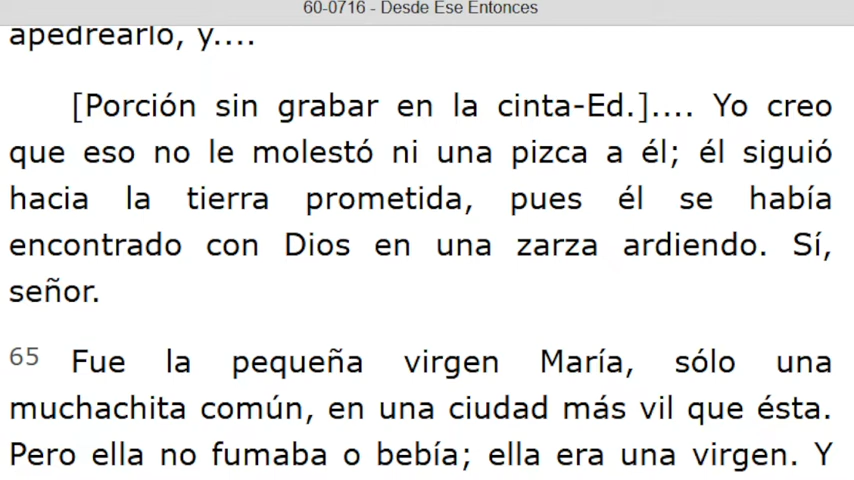 60-0716 - Desde Ese Entonces
apedrearlo, y....
[Porción sin grabar en la cinta-Ed.].... Yo creo
que eso no le molestó ni una pizca a él; él siguió
hacia la tierra prometida, pues él se había
encontrado con Dios en una zarza ardiendo. Sí,
señor.
65 Fue la pequeña virgen María, sólo una
muchachita común, en una ciudad más vil que ésta.
Pero ella no fumaba o bebía; ella era una virgen. Y